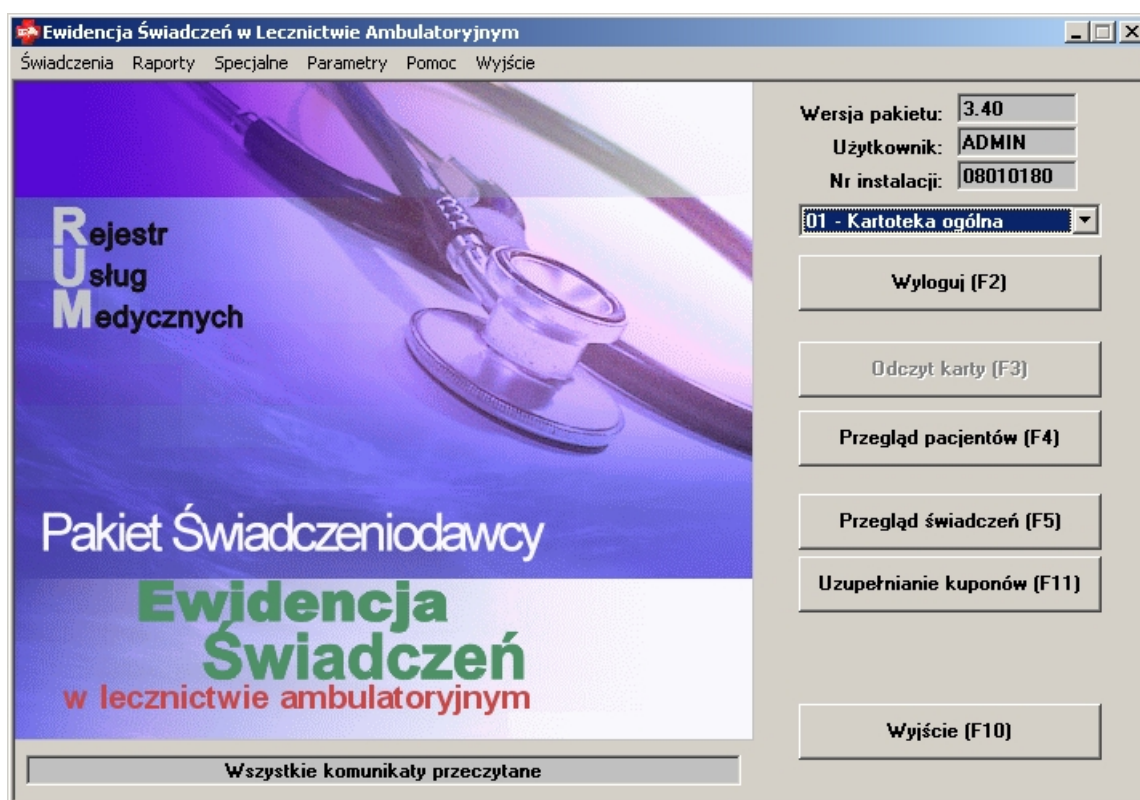 Ewidencja Świadczeń w Lecznictwie Ambulatoryjnym
Świadczenia Raporty Specjalne Parametry Pomoc Wyjście
Rejestr
Usług
Medycznych
Pakiet Świadczeniodawcy
Ewidencja
Świadczeń
w lecznictwie ambulatoryjnym
Wszystkie komunikaty przeczytane
Wersja pakietu: 3.40
Użytkownik: ADMIN
Nr instalacji: 08010180
01 - Kartoteka ogólna
Wyloguj (F2)
Odczyt karty (F3)
Przegląd pacjentów (F4)
Przegląd świadczeń (F5)
Uzupełnianie kuponów (F11)
Wyjście (F10)